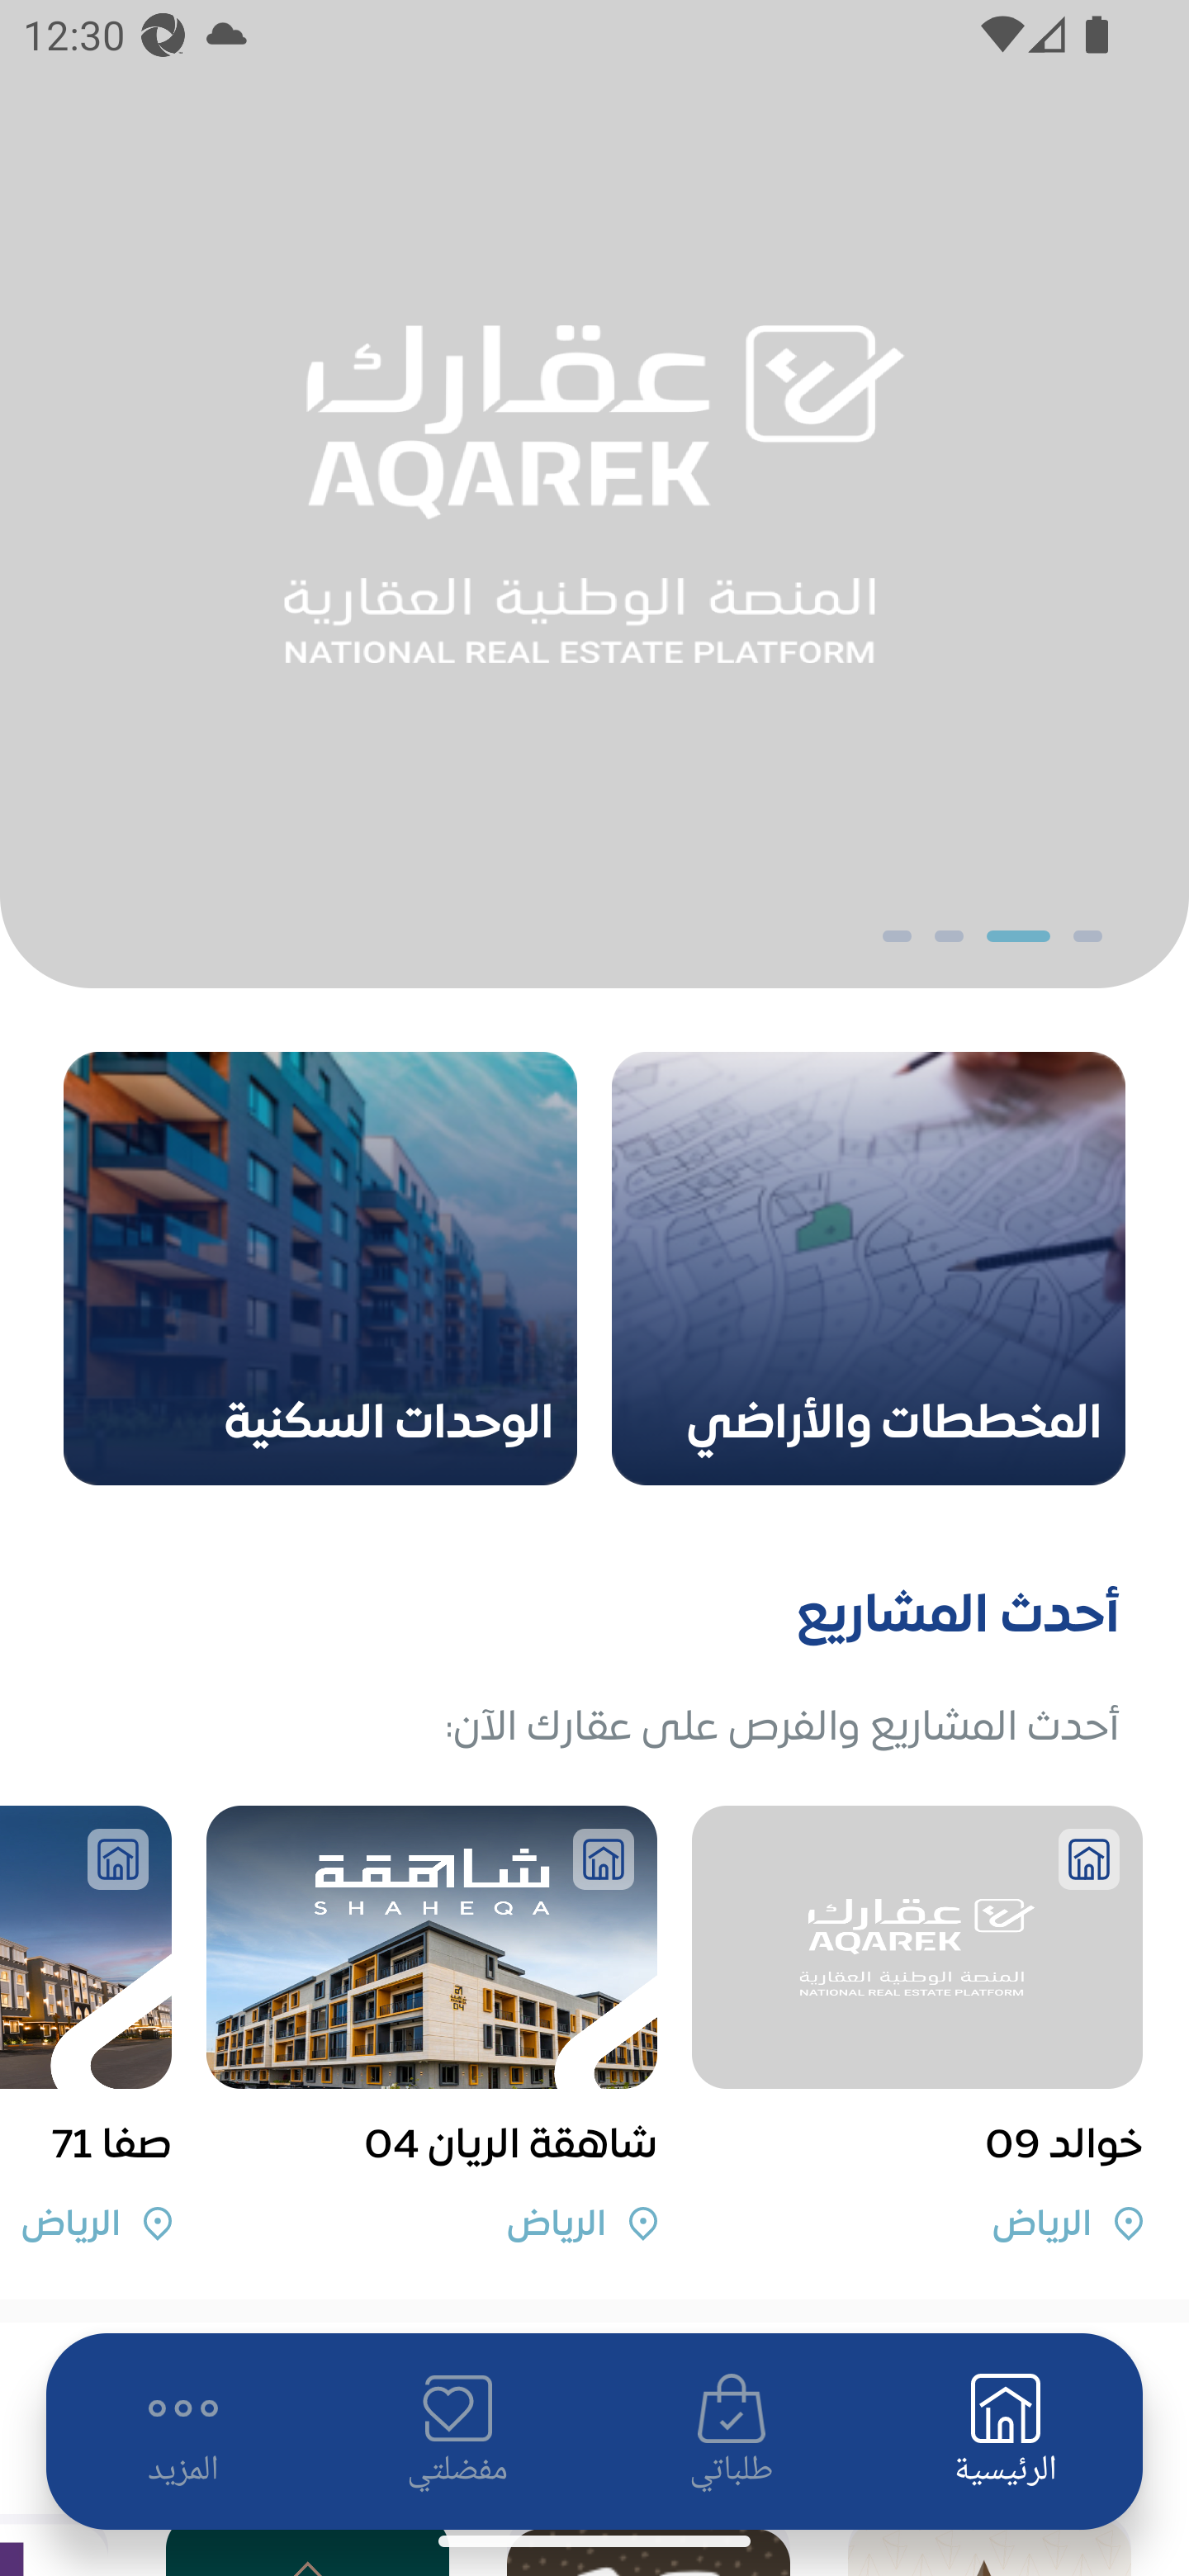 12:30
عقارك
AQAREK
المنصة الوطنية العقارية
NATIONAL REAL ESTATE PLATFORM
المخططات والأراضي
الوحدات السكنية
أحدث المشاريع
أحدث المشاريع والفرص على عقارك الآن:
عقارك
AQAREK
المنصة الوطنية العقارية
NATIONAL REAL ESTATE PLATFORM
شاهقة
SHAHEQA
خوالد 09
شاهقة الريان 04
صفا 71
الرياض
الرياض
الرياض
الرئيسية
طلباتي
مفضلتي
المزيد